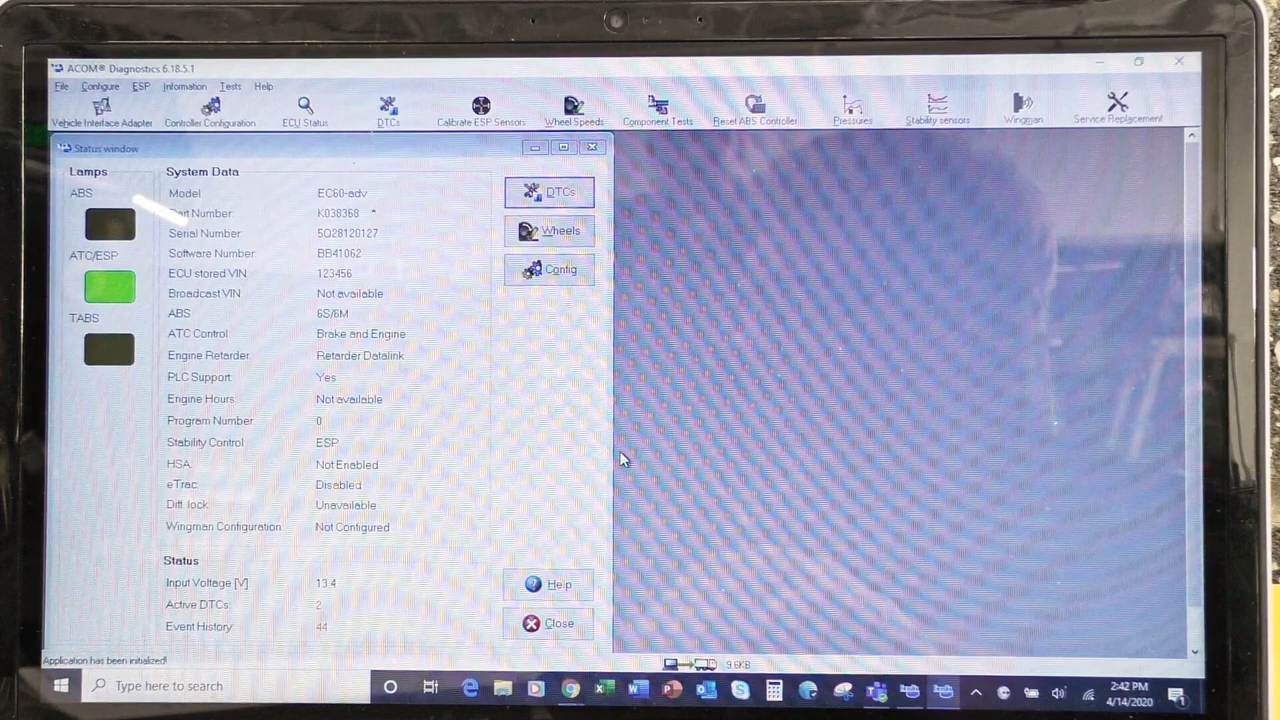 ACOM® Diagnostics 6.18.5.1
File Configure ESP Information Tests Help
Vehicle Interface Adapter Controller Configuration ECU Status DTCs Calibrate ESP Sensors Wheel Speeds Component Tests Reset ABS Controller Pressures Stability sensors Wingman Service Replacement
Status window
Lamps System Data
ABS Model EC60-adv DTCs
Part Number: K038368
Serial Number: 5Q28120127 Wheels
Software Number: BB41062
ATC/ESP
ECU stored VIN 123456 Config
Broadcast VIN Not available
TABS ABS 6S/6M
ATC Control: Brake and Engine
Engine Retarder: Retarder Datalink
PLC Support: Yes
Engine Hours: Not available
Program Number: 0
Stability Control ESP
HSA: Not Enabled
eTrac: Disabled
Diff. lock: Unavailable
Wingman Configuration: Not Configured
Status
Input Voltage [V] 13.4 Help
Active DTCs: 2
Event History: 44 Close
Application has been initialized!
9.6KB
Type here to search
2:42 PM
4/14/2020
1